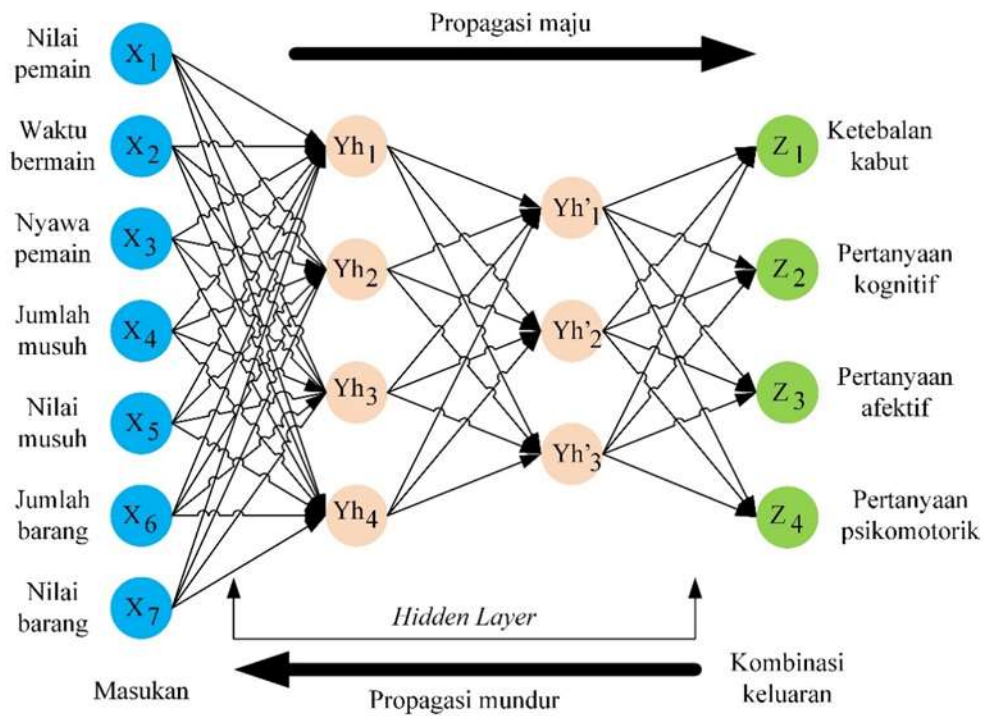 Propagasi maju
Nilai
pemain
X1
Waktu
bermain
X2
Nyawa
pemain
X3
Jumlah
musuh
X4
Nilai
musuh
X5
Jumlah
barang
X6
Nilai
barang
X7
Masukan
Yh1
Yh2
Yh3
Yh4
Yh'1
Yh'2
Yh'3
Z1
Ketebalan
kabut
Z2
Pertanyaan
kognitif
Z3
Pertanyaan
afektif
Z4
Pertanyaan
psikomotorik
Hidden Layer
Propagasi mundur
Kombinasi
keluaran